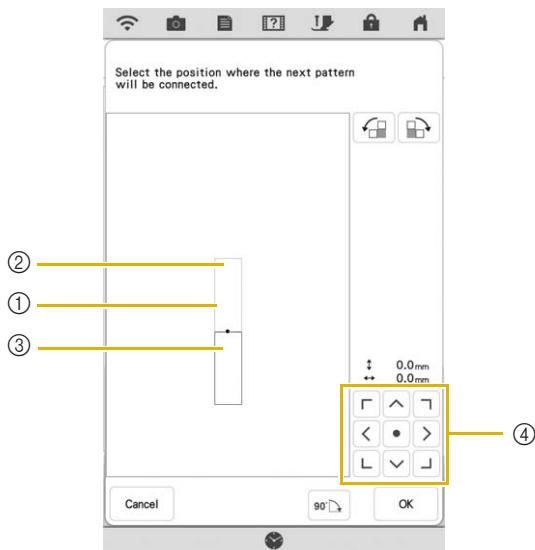 ?
Select the position where the next pattern
will be connected.
②
①
③
0.0mm
0.0mm
④
Cancel
90°
OK